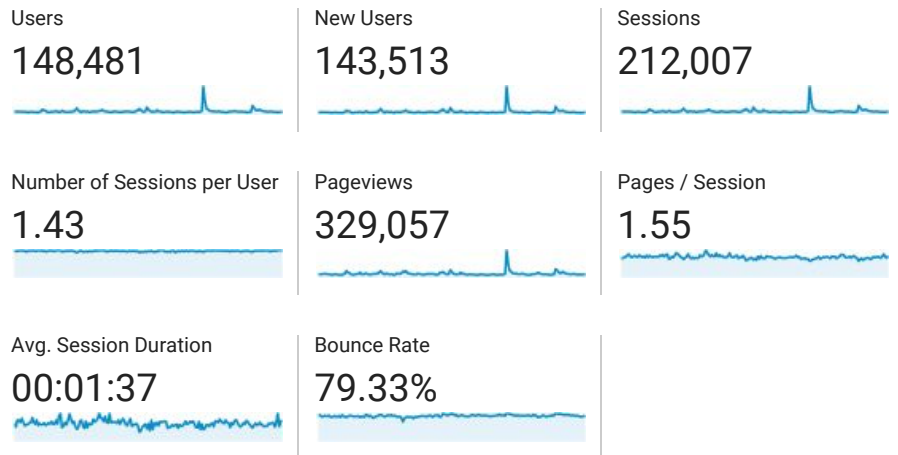 Users
148,481
New Users
143,513
Sessions
212,007
Number of Sessions per User
1.43
Pageviews
329,057
Pages / Session
1.55
Avg. Session Duration
00:01:37
Bounce Rate
79.33%